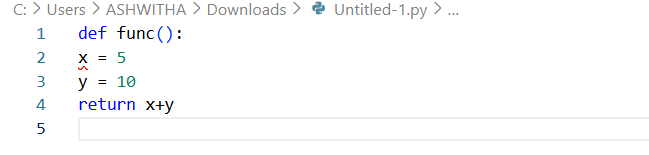 C: > Users > ASHWITHA > Downloads > Untitled-1.py > ...
1 def func():
2 x = 5
3 y = 10
4 return x+y
5